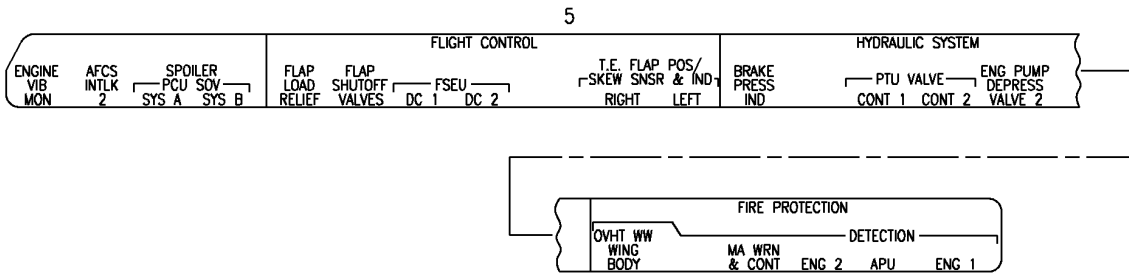 5
FLIGHT CONTROL
HYDRAULIC SYSTEM
ENGINE VIB MON
AFCS INTLK 2
SPOILER PCU SOV
SYS A SYS B
FLAP LOAD RELIEF
FLAP SHUTOFF VALVES
FSEU
DC 1 DC 2
T.E. FLAP POS/
SKEW SNSR & IND
RIGHT LEFT
BRAKE PRESS IND
PTU VALVE
CONT 1 CONT 2
ENG PUMP DEPRESS VALVE 2
FIRE PROTECTION
OVHT WW
WING BODY
DETECTION
MA WRN & CONT
ENG 2 APU ENG 1